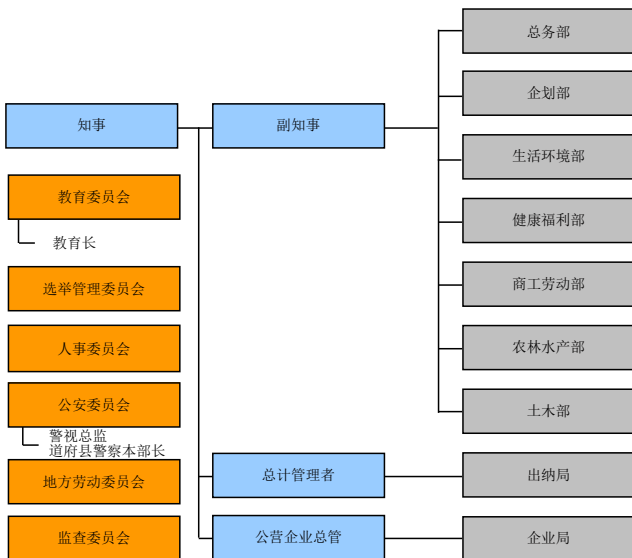 知事
教育委员会
教育长
选举管理委员会
人事委员会
公安委员会
警视总监
道府县警察本部长
地方劳动委员会
监查委员会
副知事
总计管理者
公营企业总管
总务部
企划部
生活环境部
健康福利部
商工劳动部
农林水产部
土木部
出纳局
企业局